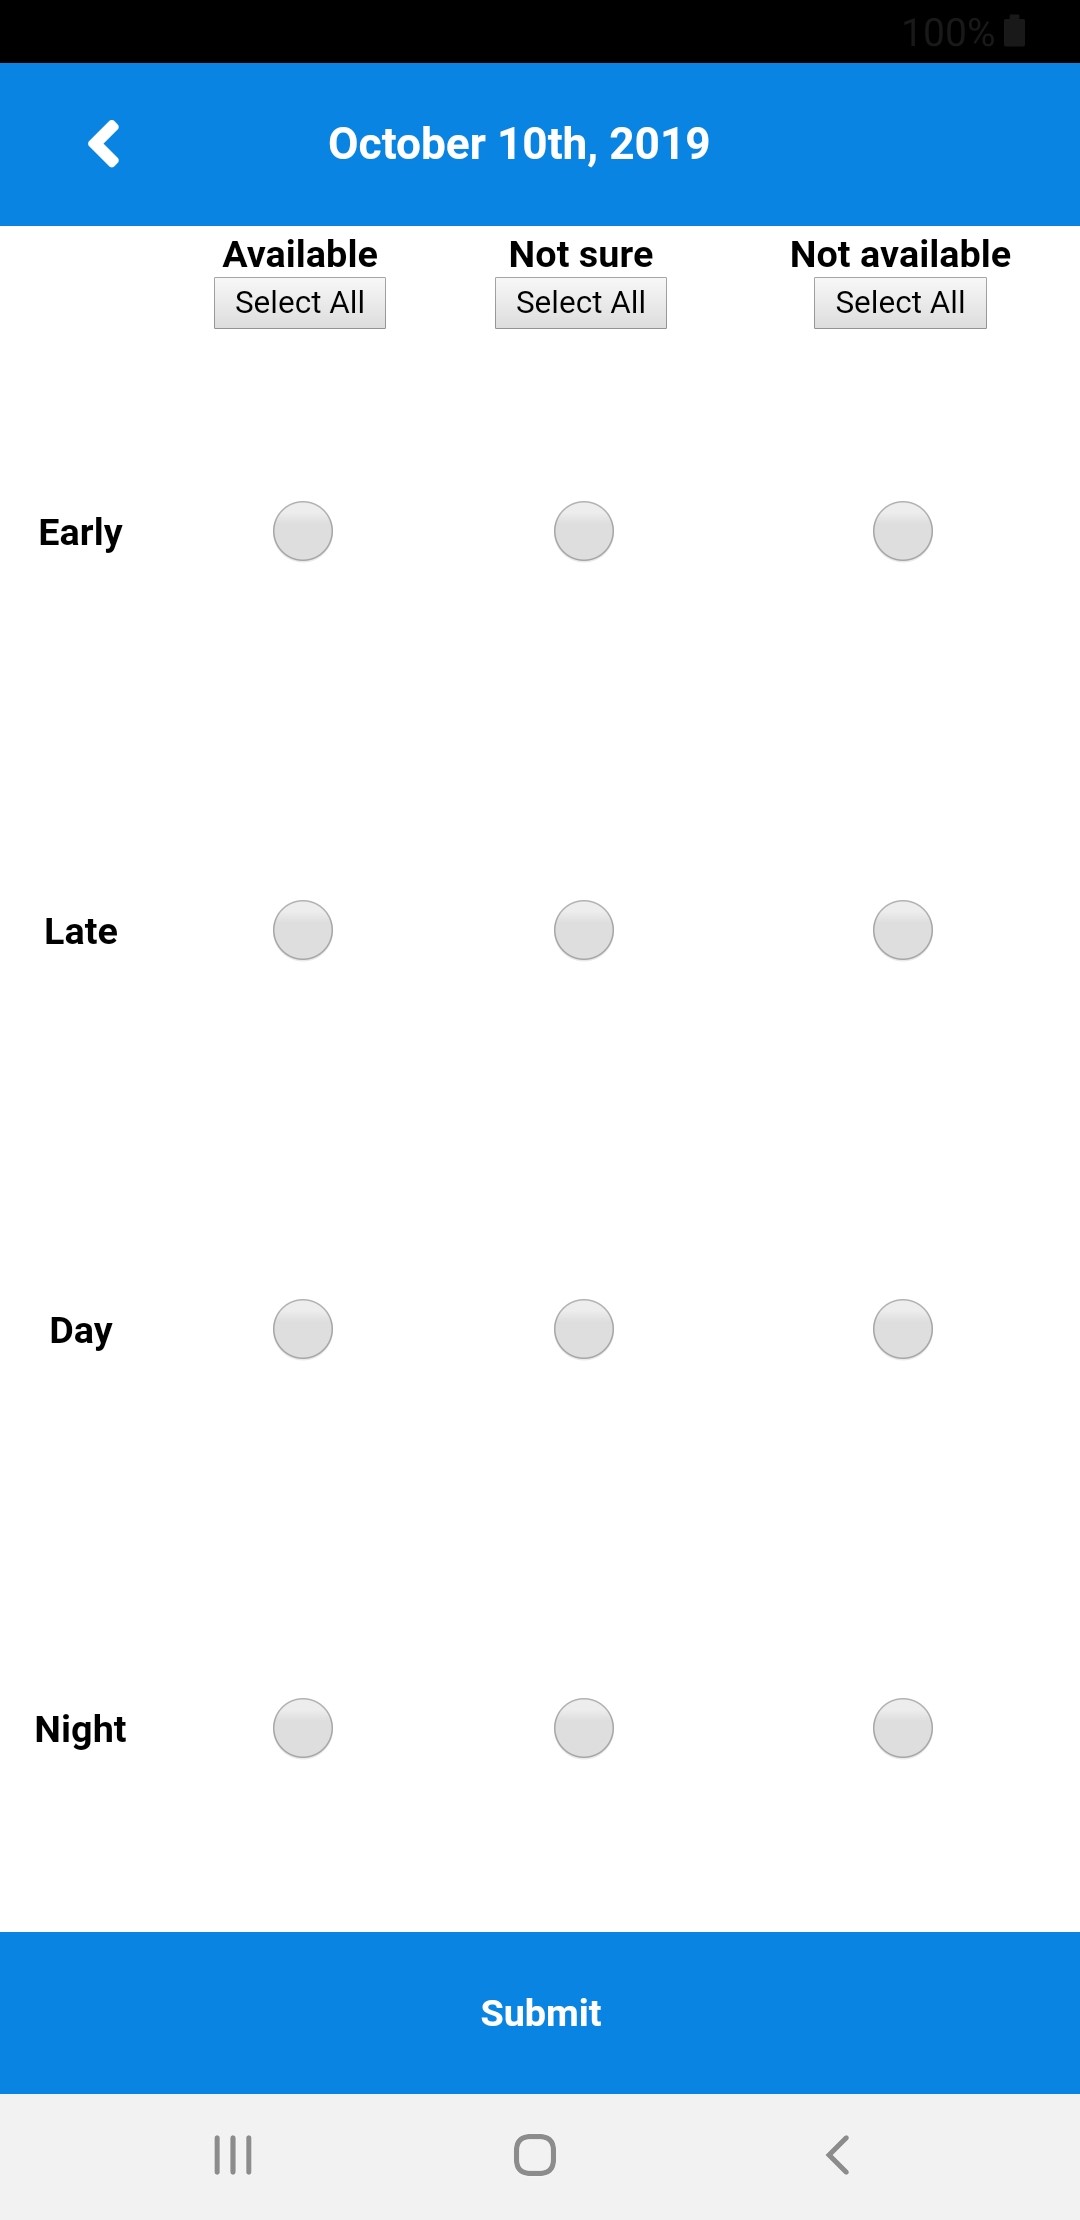 100%
October 10th, 2019
Available Not sure Not available
Select All Select All Select All
Early
Late
Day
Night
Submit